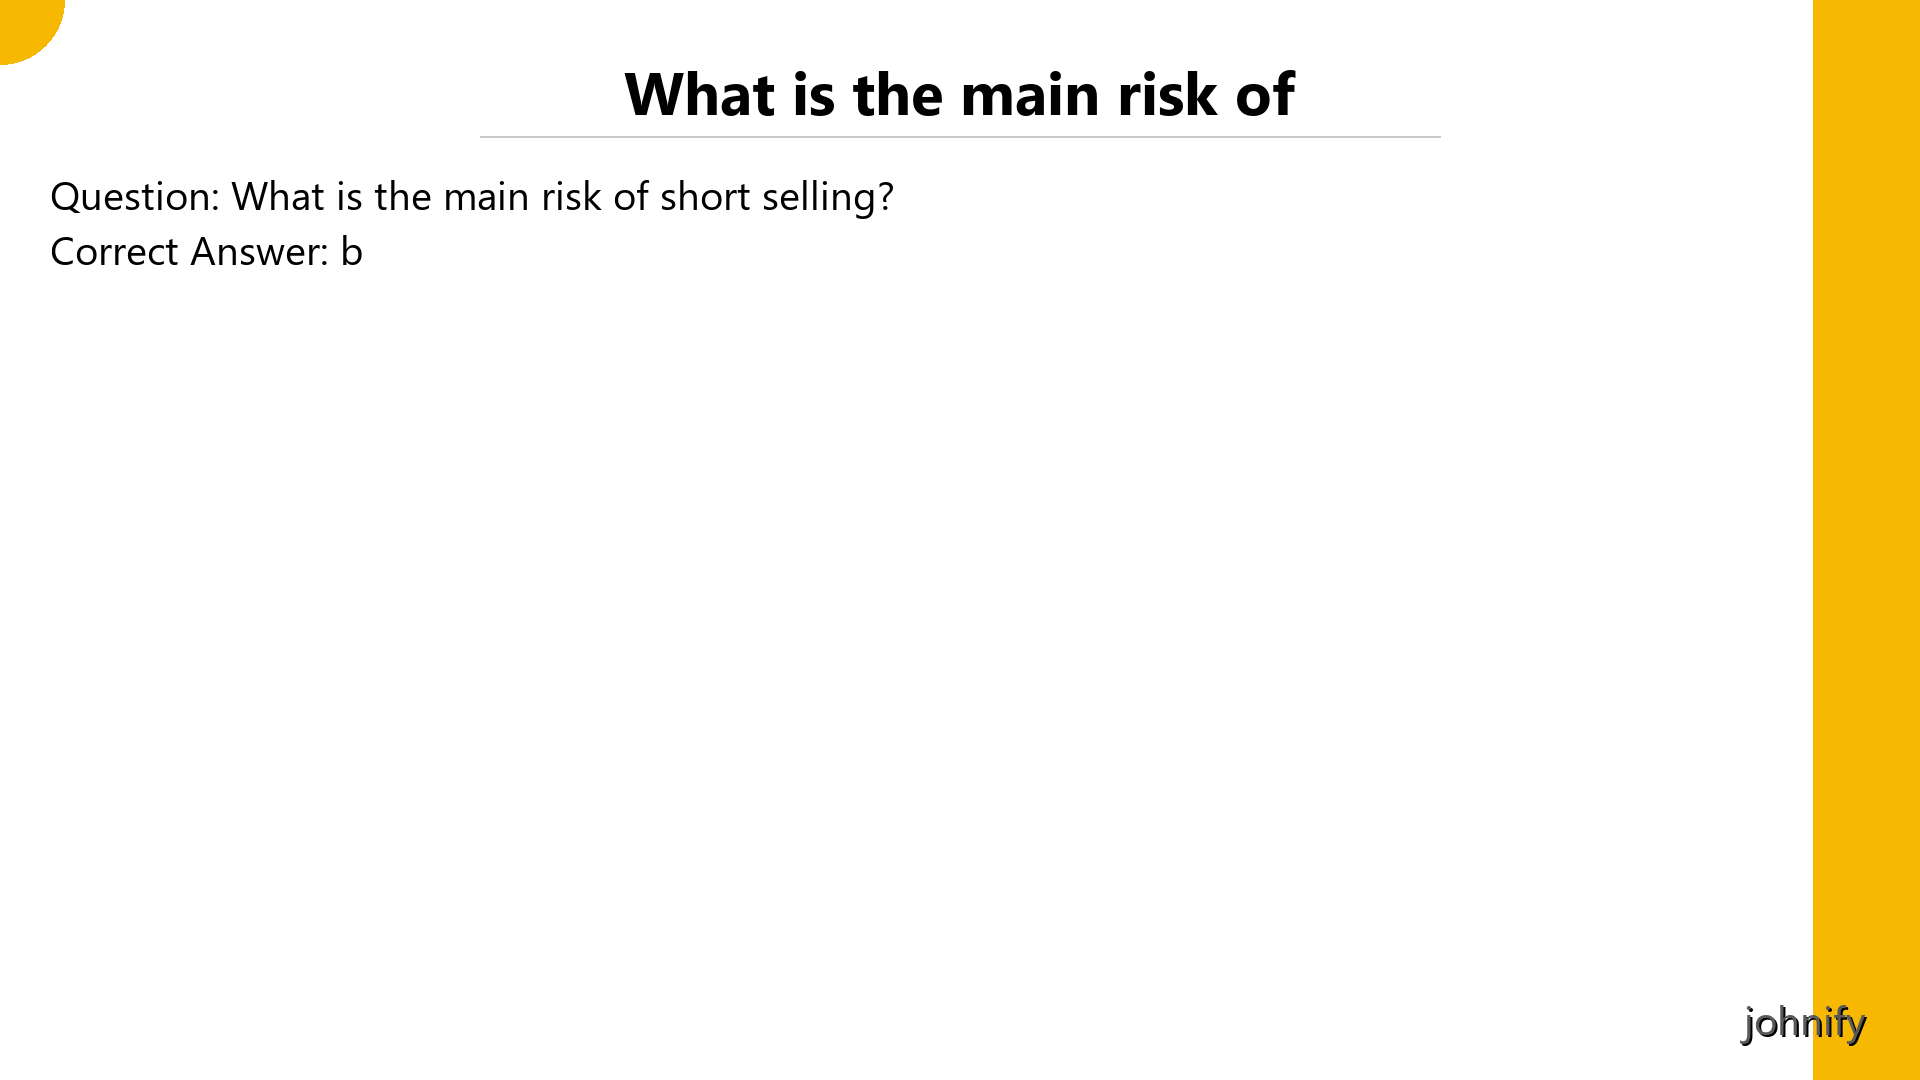 What is the main risk of
Question: What is the main risk of short selling?
Correct Answer: b
johnify